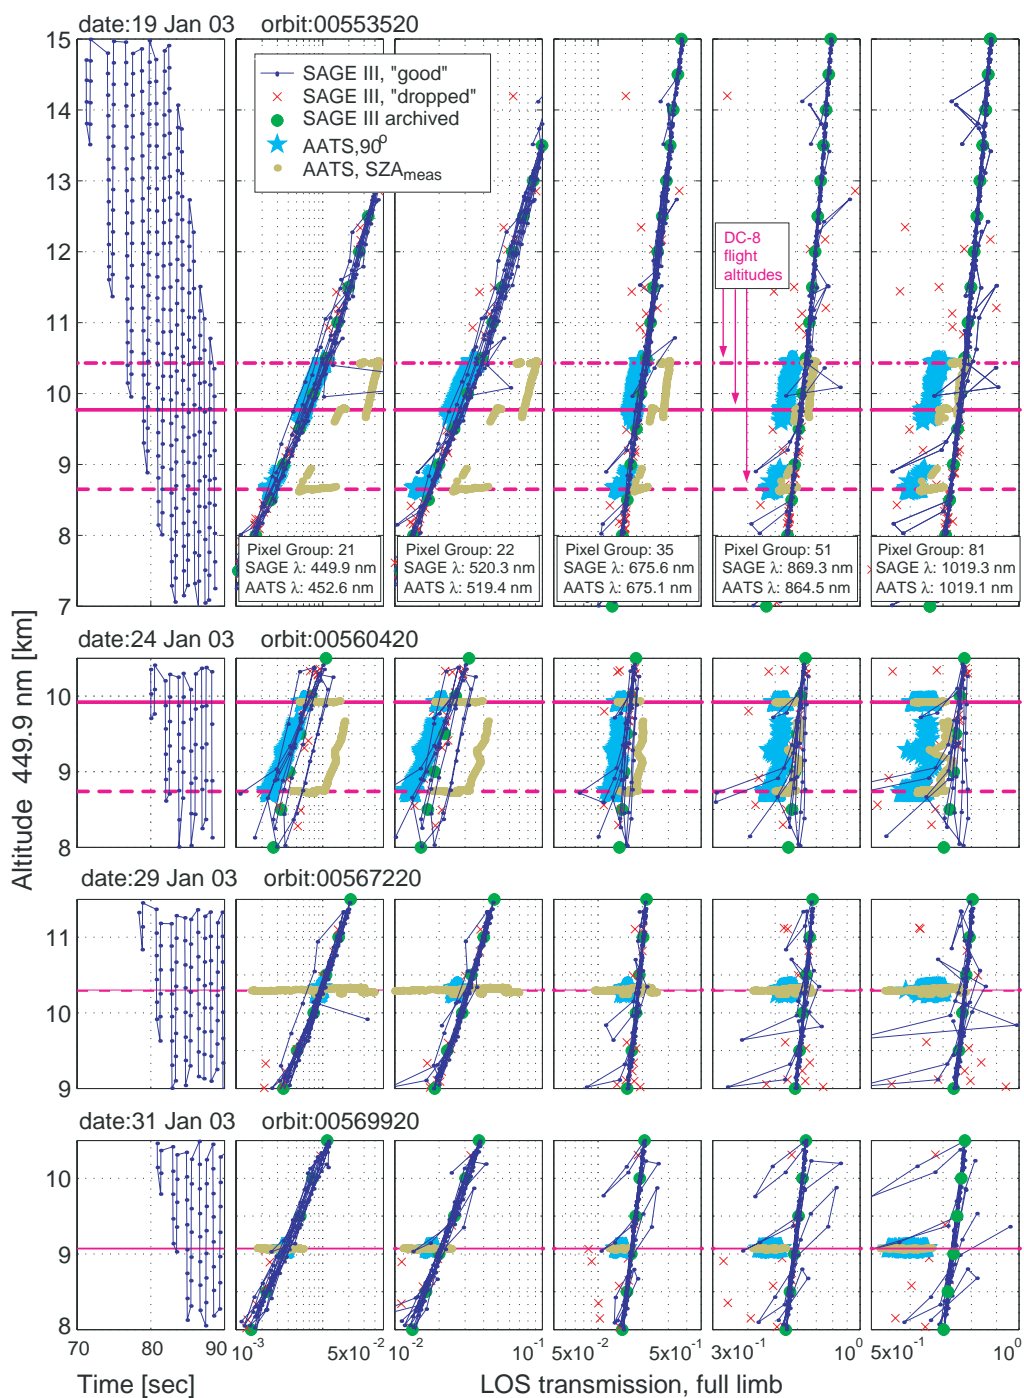 date:19 Jan 03 orbit:00553520
15
14
13
12
11
10
9
8
7
SAGE III, "good"
SAGE III, "dropped"
SAGE III archived
AATS,90⁰
AATS, SZAmeas
DC-8
flight
altitudes
Pixel Group: 21
SAGE λ: 449.9 nm
AATS λ: 452.6 nm
Pixel Group: 22
SAGE λ: 520.3 nm
AATS λ: 519.4 nm
Pixel Group: 35
SAGE λ: 675.6 nm
AATS λ: 675.1 nm
Pixel Group: 51
SAGE λ: 869.3 nm
AATS λ: 864.5 nm
Pixel Group: 81
SAGE λ: 1019.3 nm
AATS λ: 1019.1 nm
Altitude 449.9 nm [km]
date:24 Jan 03 orbit:00560420
10
9
8
date:29 Jan 03 orbit:00567220
11
10
9
date:31 Jan 03 orbit:00569920
10
9
8
70 80 90 10⁻³ 5x10⁻² 10⁻² 10⁻¹ 5x10⁻² 5x10⁻¹ 3x10⁻¹ 10⁰ 5x10⁻¹ 10⁰
Time [sec] LOS transmission, full limb